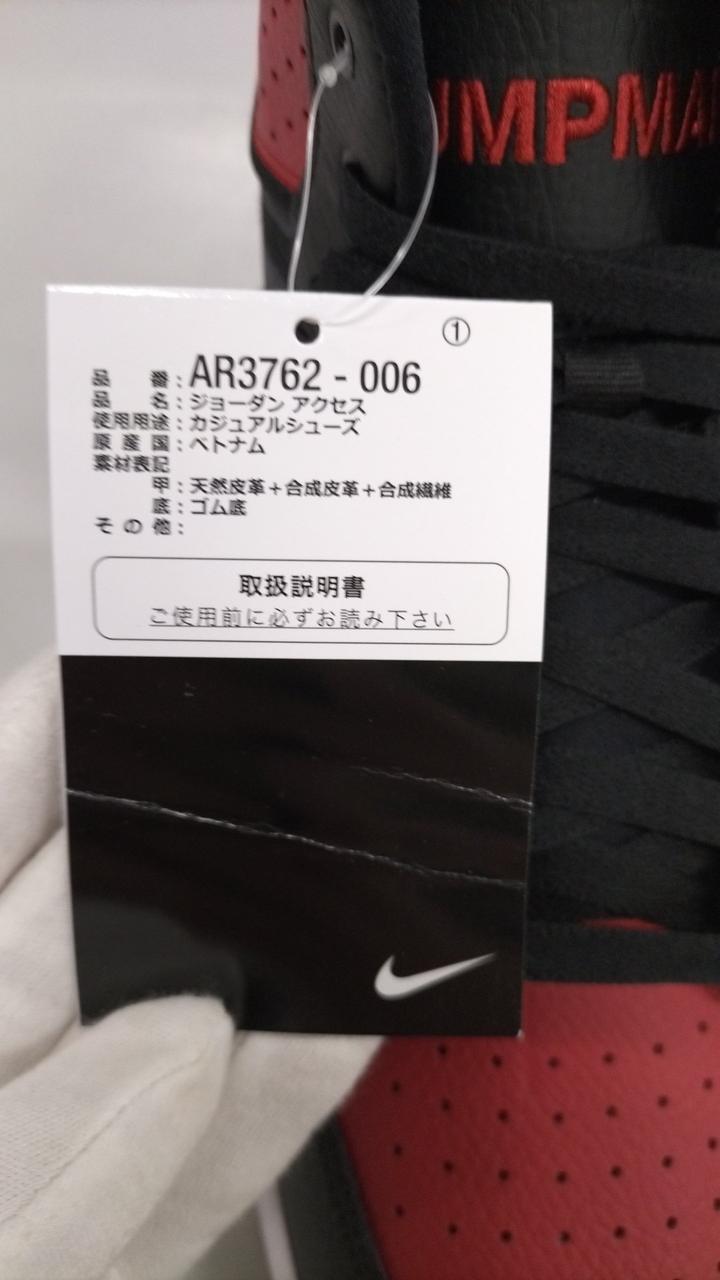 UMPMA
①
品 番 : AR3762 - 006
品 名 : ジョーダン アクセス
使用用途 : カジュアルシューズ
原 産 国 : ベトナム
素材表記
甲 : 天然皮革+合成皮革+合成繊維
底 : ゴム底
そ の 他 :
取扱説明書
ご使用前に必ずお読み下さい